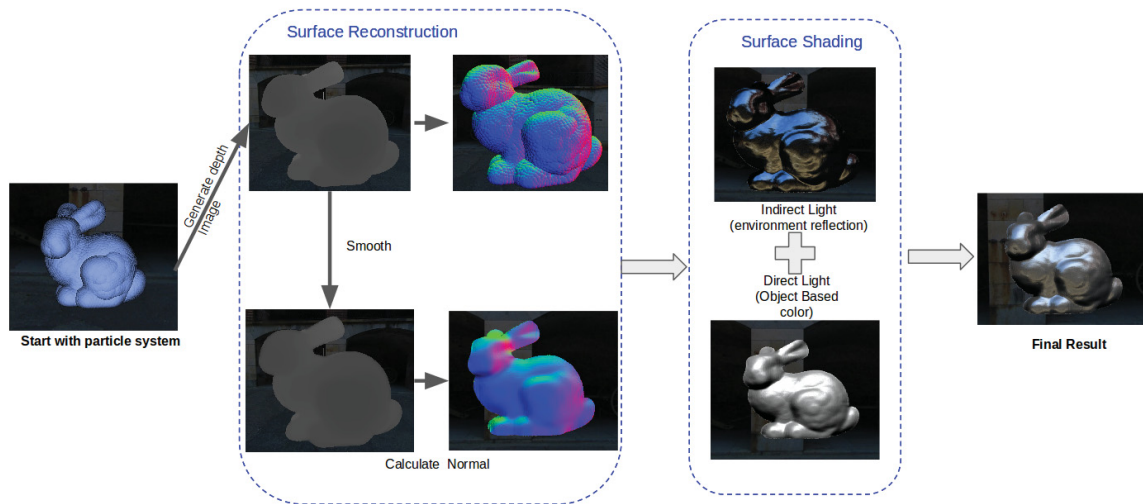 Surface Reconstruction
Generate depth
Image
Start with particle system
Smooth
Calculate Normal
Surface Shading
Indirect Light
(environment reflection)
Direct Light
(Object Based
color)
Final Result